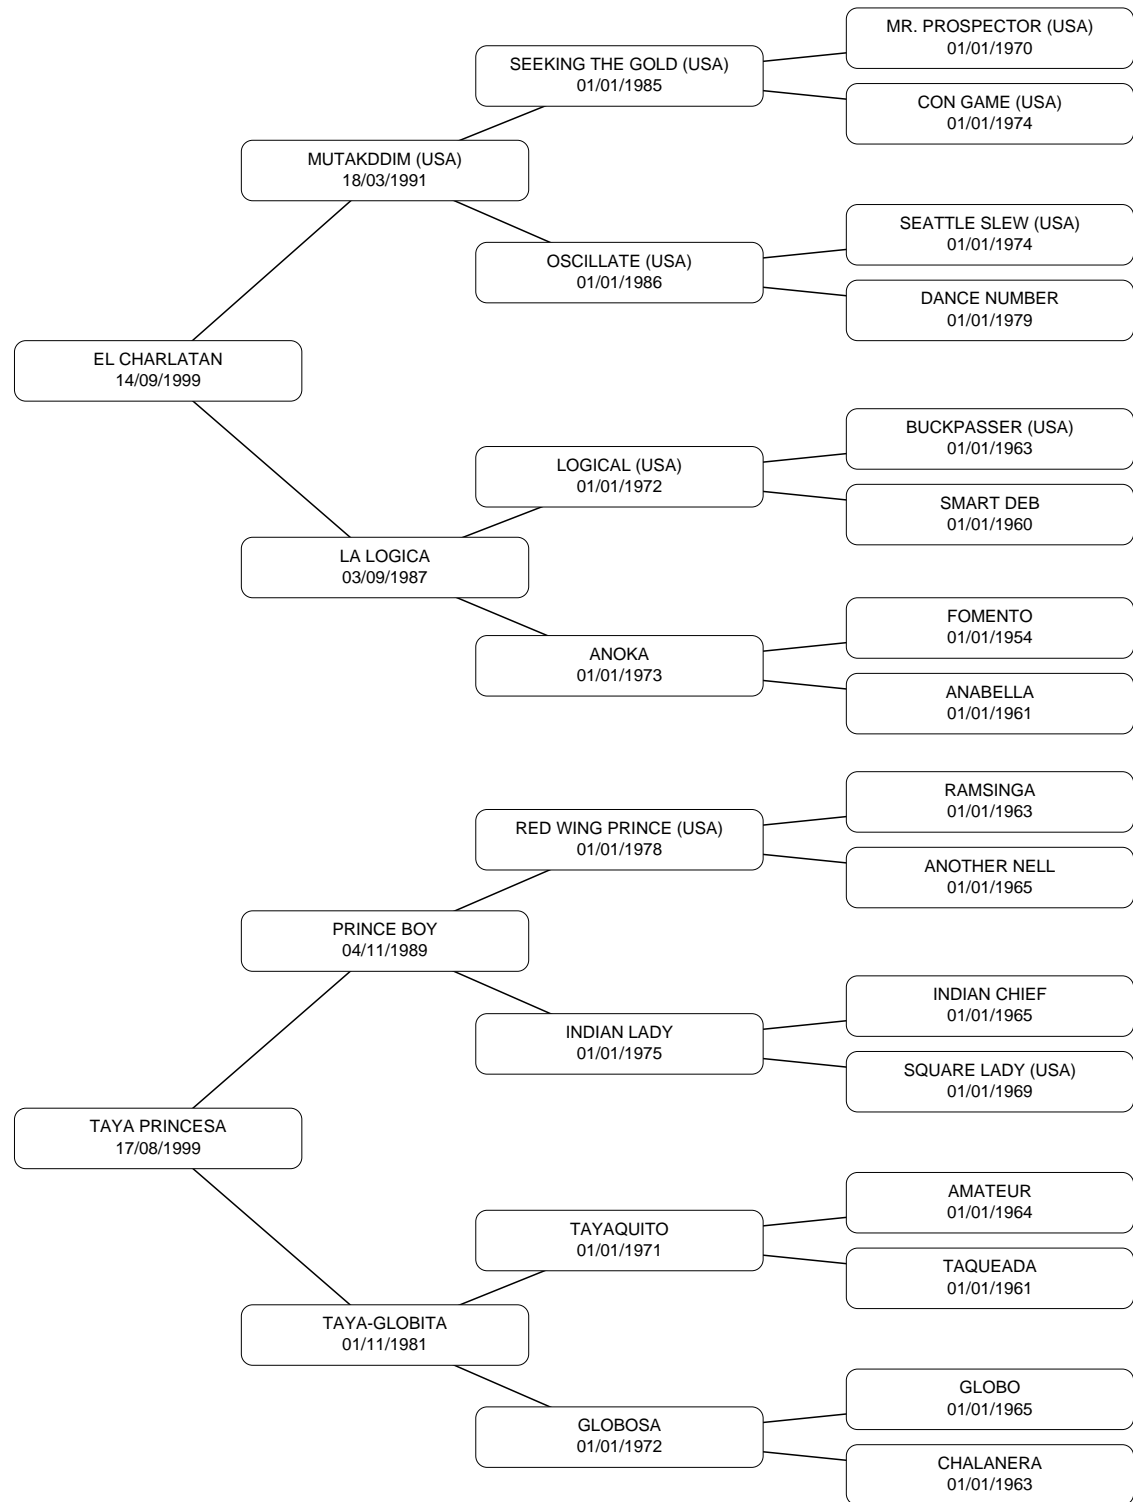 MR. PROSPECTOR (USA)
01/01/1970
SEEKING THE GOLD (USA)
01/01/1985
CON GAME (USA)
01/01/1974
MUTAKDDIM (USA)
18/03/1991
SEATTLE SLEW (USA)
01/01/1974
OSCILLATE (USA)
01/01/1986
DANCE NUMBER
01/01/1979
EL CHARLATAN
14/09/1999
BUCKPASSER (USA)
01/01/1963
LOGICAL (USA)
01/01/1972
SMART DEB
01/01/1960
LA LOGICA
03/09/1987
FOMENTO
01/01/1954
ANOKA
01/01/1973
ANABELLA
01/01/1961
RAMSINGA
01/01/1963
RED WING PRINCE (USA)
01/01/1978
ANOTHER NELL
01/01/1965
PRINCE BOY
04/11/1989
INDIAN CHIEF
01/01/1965
INDIAN LADY
01/01/1975
SQUARE LADY (USA)
01/01/1969
TAYA PRINCESA
17/08/1999
AMATEUR
01/01/1964
TAYAQUITO
01/01/1971
TAQUEADA
01/01/1961
TAYA-GLOBITA
01/11/1981
GLOBO
01/01/1965
GLOBOSA
01/01/1972
CHALANERA
01/01/1963